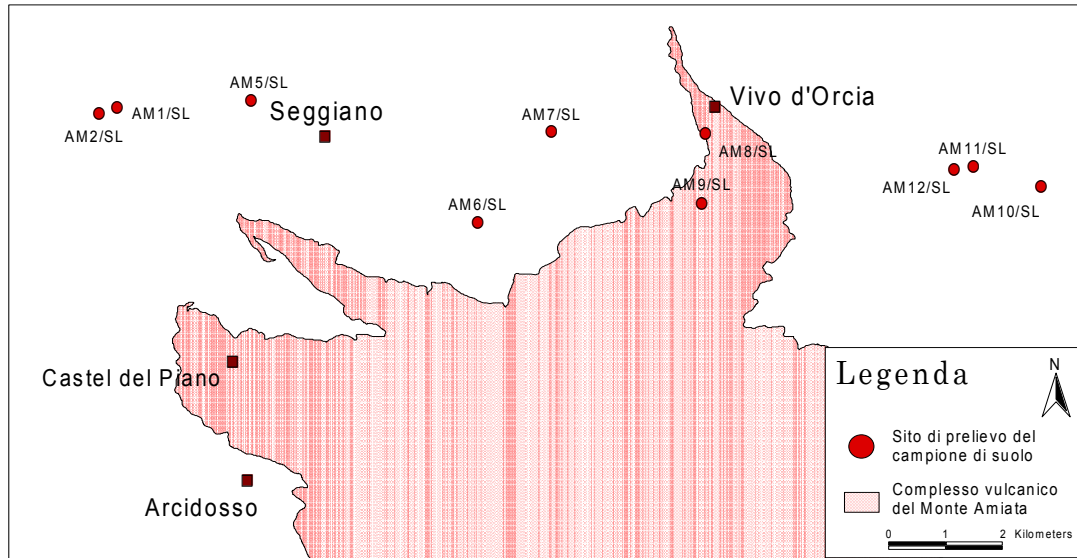 AM5/SL
Seggiano
AM1/SL
AM2/SL
AM7/SL
Vivo d'Orcia
AM8/SL
AM9/SL
AM6/SL
AM11/SL
AM12/SL
AM10/SL
Castel del Piano
Arcidosso
Legenda
N
Sito di prelievo del
campione di suolo
Complesso vulcanico
del Monte Amiata
0 1 2 Kilometers